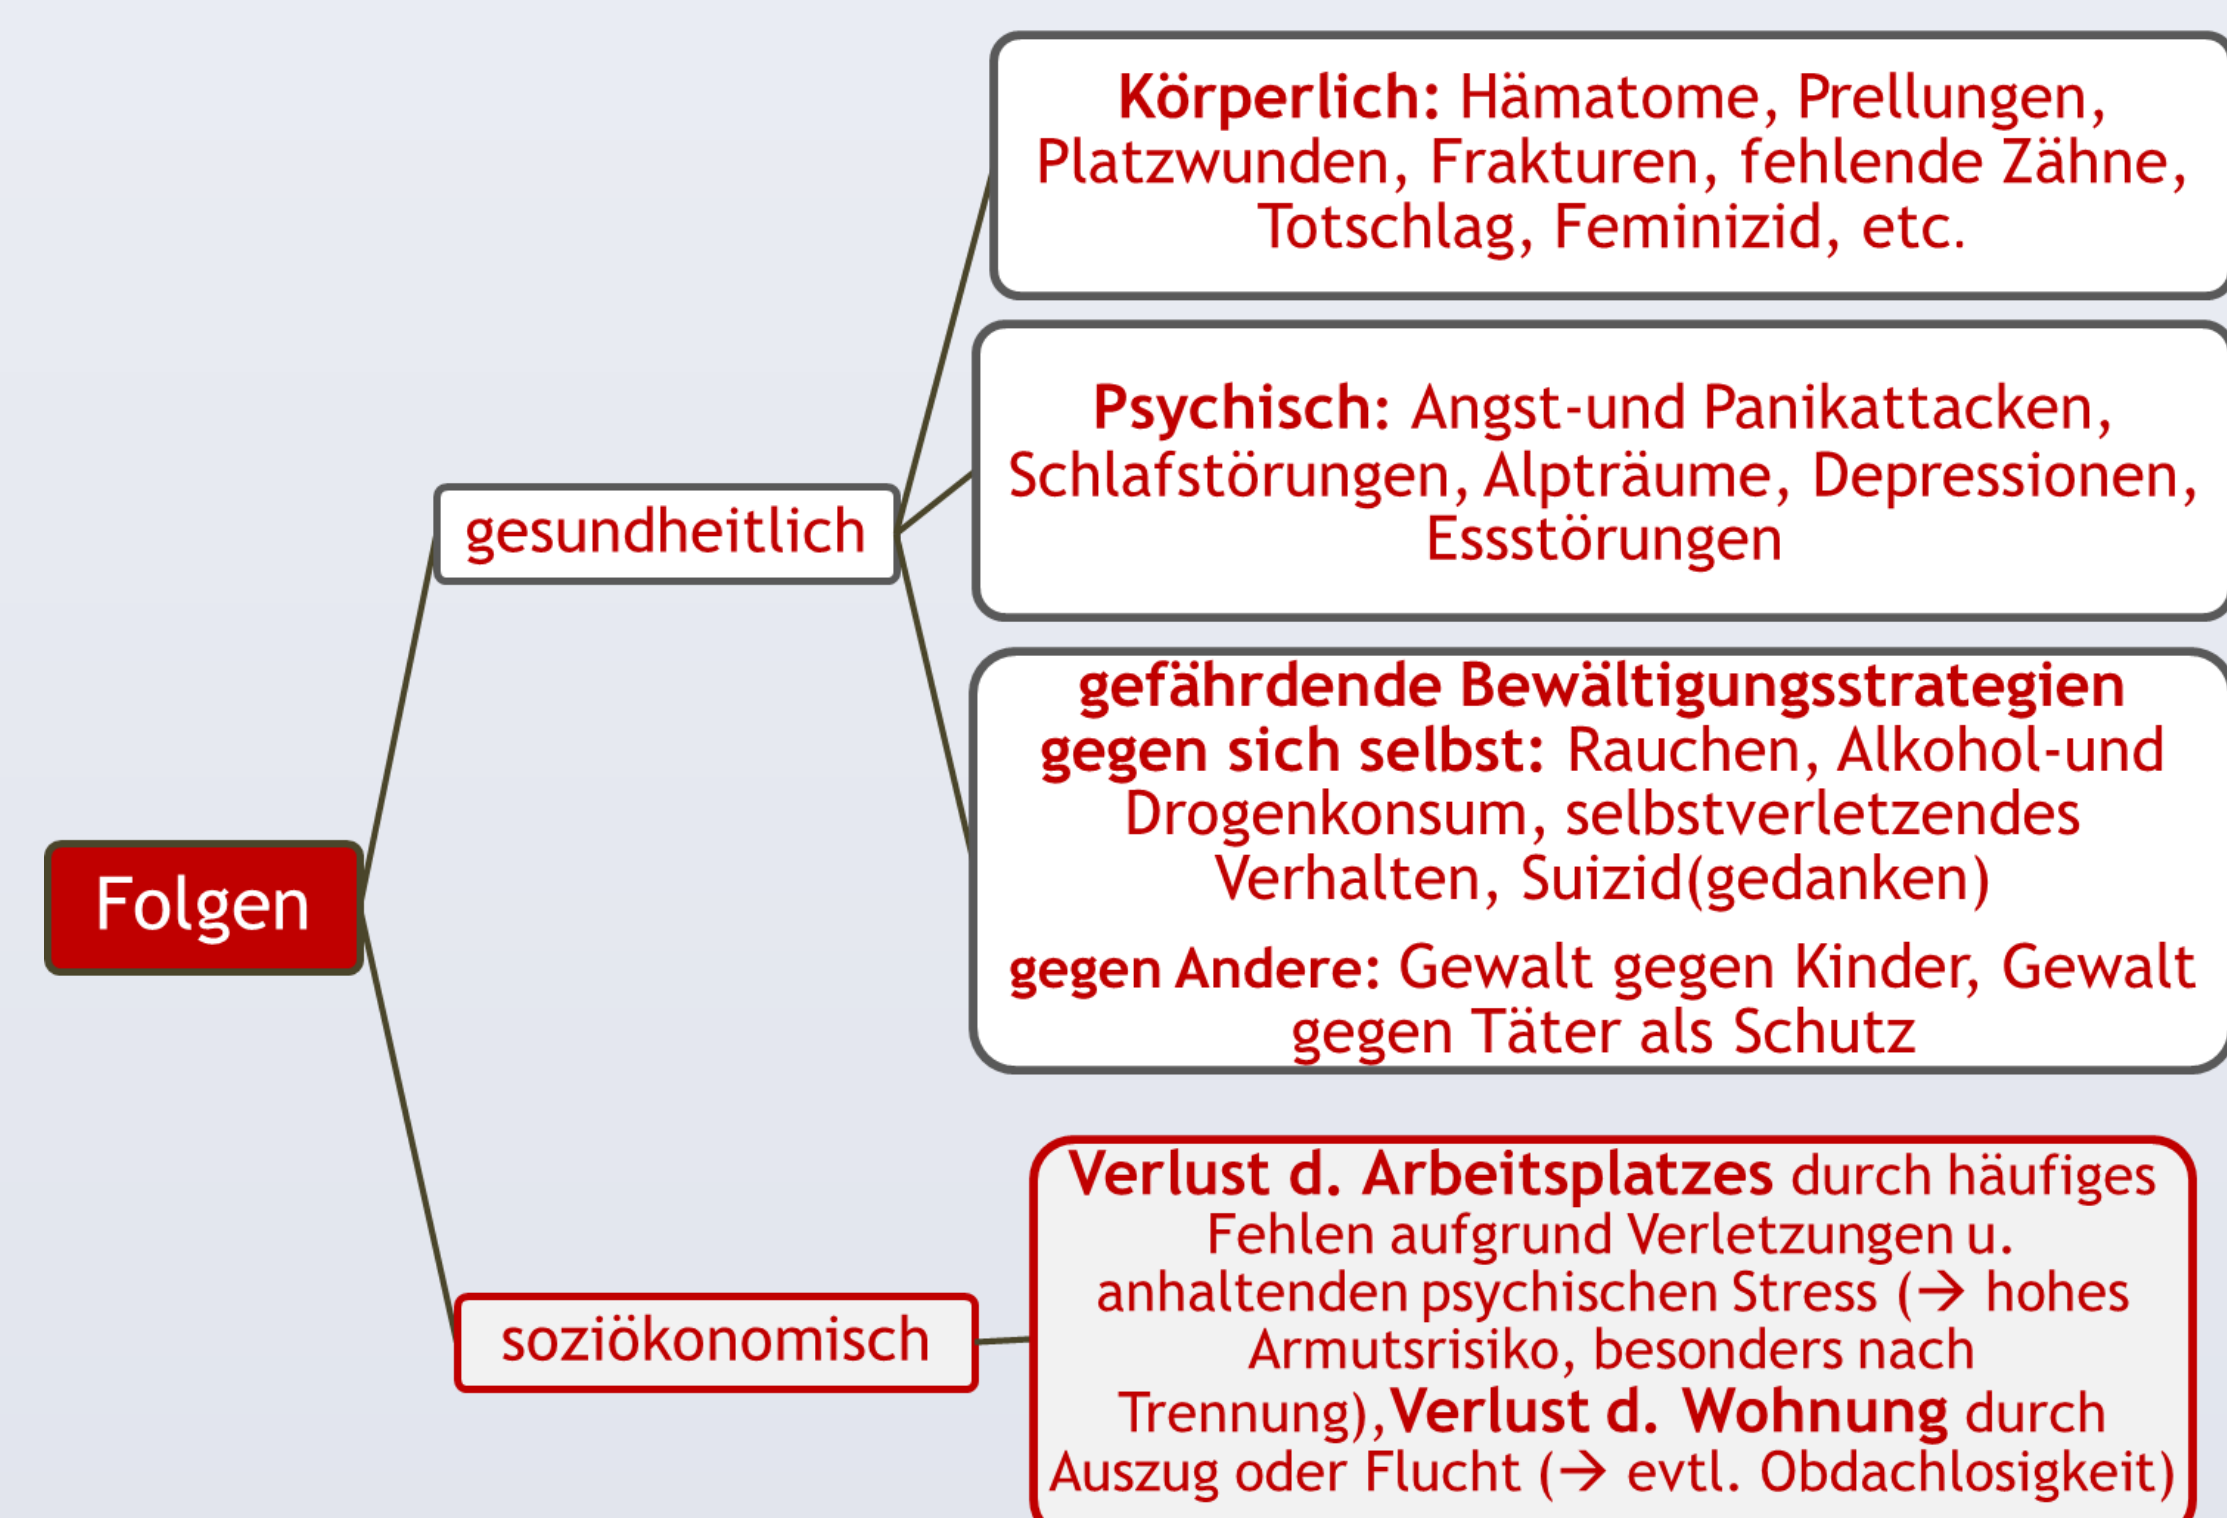 Körperlich: Hämatome, Prellungen,
Platzwunden, Frakturen, fehlende Zähne,
Totschlag, Feminizid, etc.
Psychisch: Angst-und Panikattacken,
Schlafstörungen, Alpträume, Depressionen,
Essstörungen
gesundheitlich
gefährdende Bewältigungsstrategien
gegen sich selbst: Rauchen, Alkohol-und
Drogenkonsum, selbstverletzendes
Verhalten, Suizid(gedanken)
gegen Andere: Gewalt gegen Kinder, Gewalt
gegen Täter als Schutz
Folgen
Verlust d. Arbeitsplatzes durch häufiges
Fehlen aufgrund Verletzungen u.
anhaltenden psychischen Stress (→ hohes
Armutsrisiko, besonders nach
Trennung),Verlust d. Wohnung durch
Auszug oder Flucht (→ evtl. Obdachlosigkeit)
soziökonomisch